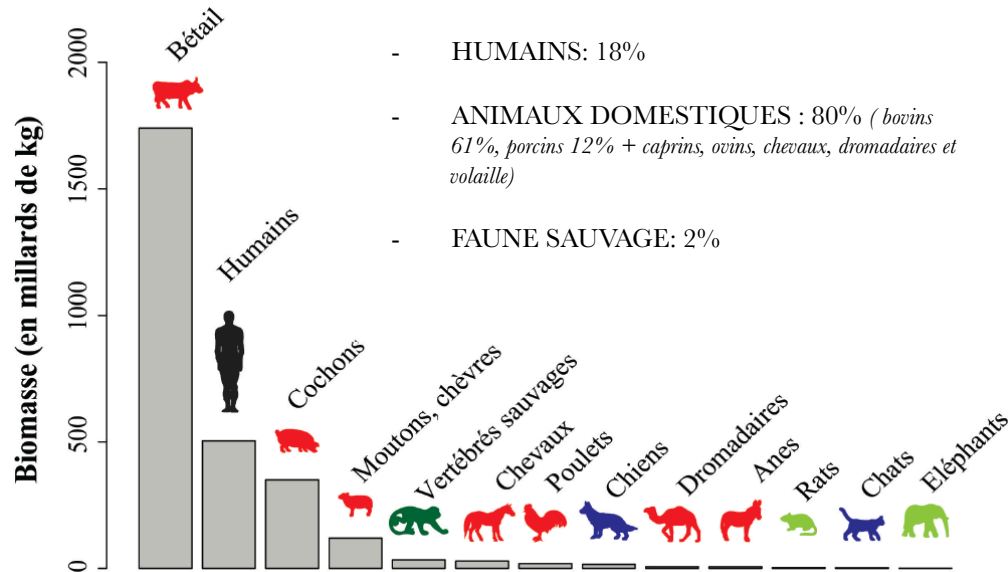 - HUMAINS: 18%
- ANIMAUX DOMESTIQUES : 80% ( bovins
61%, porcins 12% + caprins, ovins, chevaux, dromadaires et
volaille)
- FAUNE SAUVAGE: 2%
Biomasse (en millards de kg)
2000
1500
1000
500
0
Bétail
Humains
Cochons
Moutons, chèvres
Vertébrés sauvages
Chevaux
Poulets
Chiens
Dromadaires
Anes
Rats
Chats
Eléphants